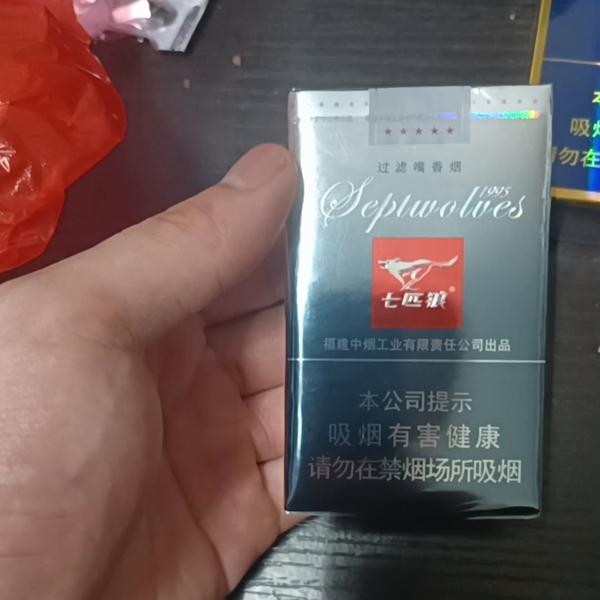 过滤嘴香烟
1995
Septwolves
七匹狼®
福建中烟工业有限责任公司出品
本公司提示
吸烟有害健康
请勿在禁烟场所吸烟
本
吸烟
请勿在